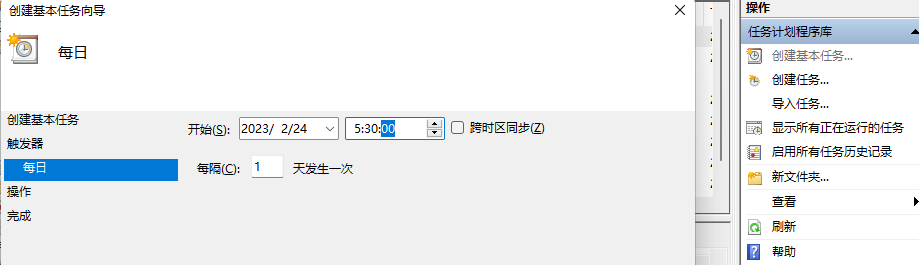 创建基本任务向导
每日
创建基本任务
触发器
每日
操作
完成
开始(S): 2023/ 2/24 5:30:00 跨时区同步(Z)
每隔(C): 1 天发生一次
操作
任务计划程序库
创建基本任务...
创建任务...
导入任务...
显示所有正在运行的任务
启用所有任务历史记录
新文件夹...
查看
刷新
帮助